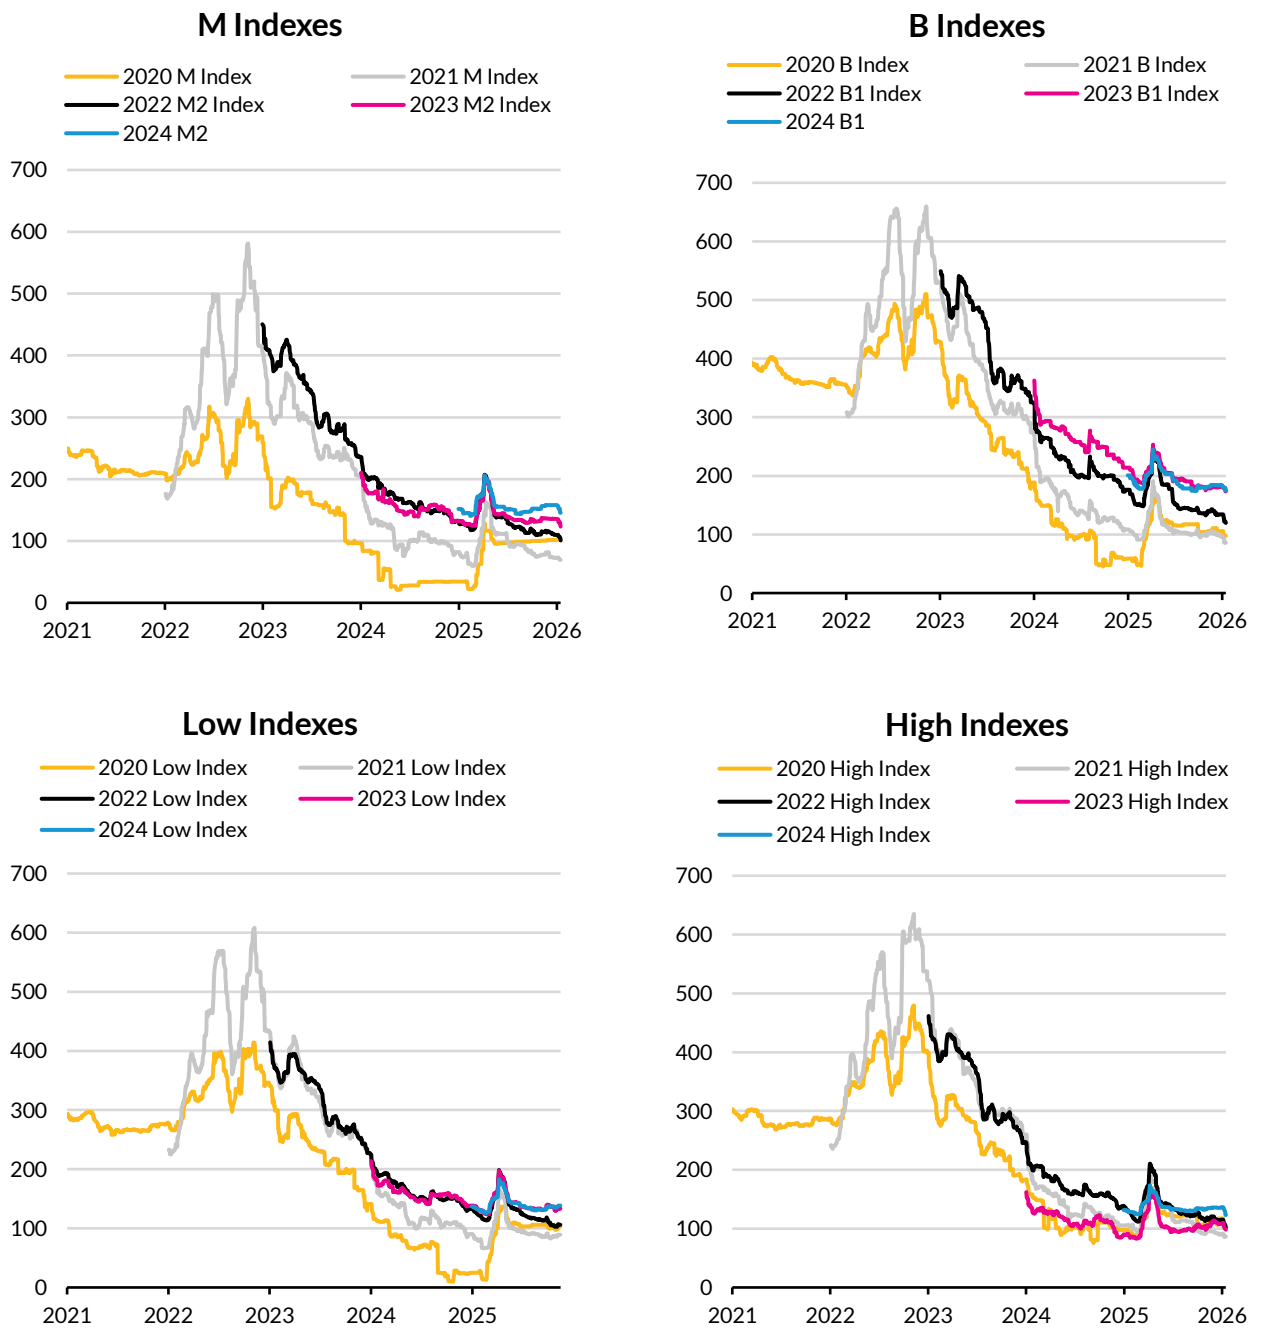 M Indexes
2020 M Index
2021 M Index
2022 M2 Index
2023 M2 Index
2024 M2
700
600
500
400
300
200
100
0
2021
2022
2023
2024
2025
2026
B Indexes
2020 B Index
2021 B Index
2022 B1 Index
2023 B1 Index
2024 B1
700
600
500
400
300
200
100
0
2021
2022
2023
2024
2025
2026
Low Indexes
2020 Low Index
2021 Low Index
2022 Low Index
2023 Low Index
2024 Low Index
700
600
500
400
300
200
100
0
2021
2022
2023
2024
2025
High Indexes
2020 High Index
2021 High Index
2022 High Index
2023 High Index
2024 High Index
700
600
500
400
300
200
100
0
2021
2022
2023
2024
2025
2026